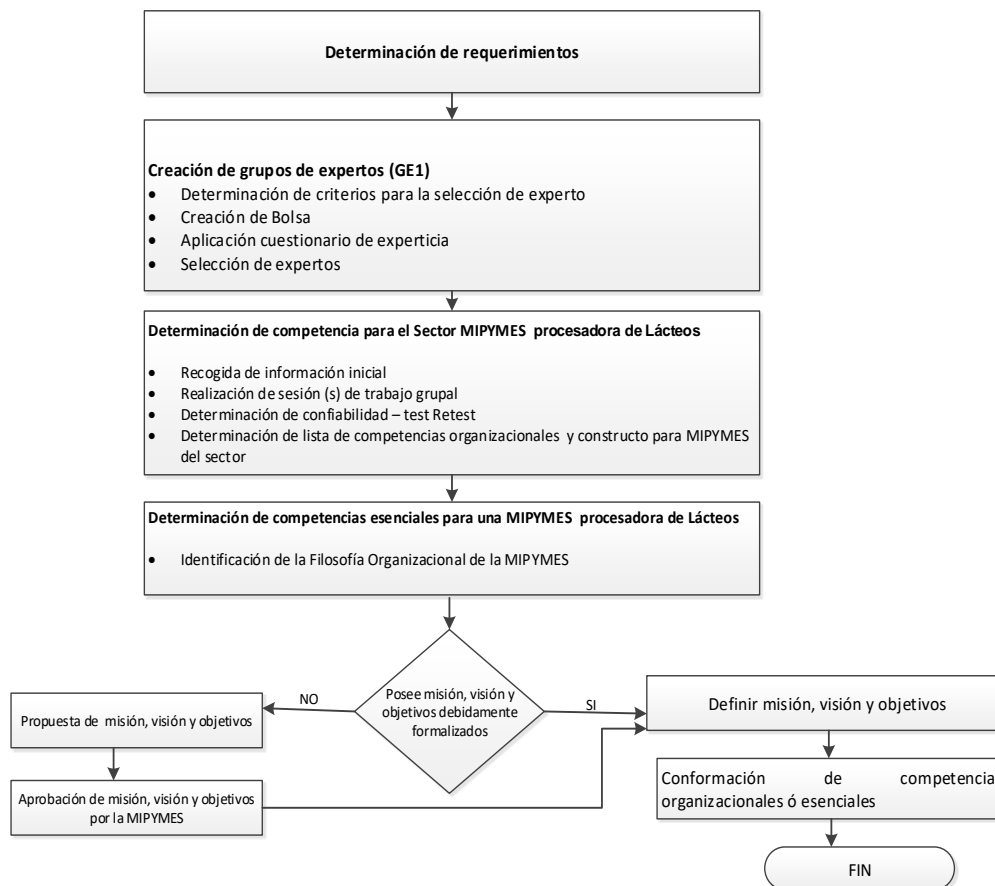 Determinación de requerimientos
Creación de grupos de expertos (GE1)
• Determinación de criterios para la selección de experto
• Creación de Bolsa
• Aplicación cuestionario de experticia
• Selección de expertos
Determinación de competencia para el Sector MIPYMES procesadora de Lácteos
• Recogida de información inicial
• Realización de sesión (s) de trabajo grupal
• Determinación de confiabilidad – test Retest
• Determinación de lista de competencias organizacionales y constructo para MIPYMES
del sector
Determinación de competencias esenciales para una MIPYMES procesadora de Lácteos
• Identificación de la Filosofía Organizacional de la MIPYMES
Posee misión, visión y
objetivos debidamente
formalizados
NO
SI
Propuesta de misión, visión y objetivos
Aprobación de misión, visión y objetivos
por la MIPYMES
Definir misión, visión y objetivos
Conformación de competencia
organizacionales ó esenciales
FIN